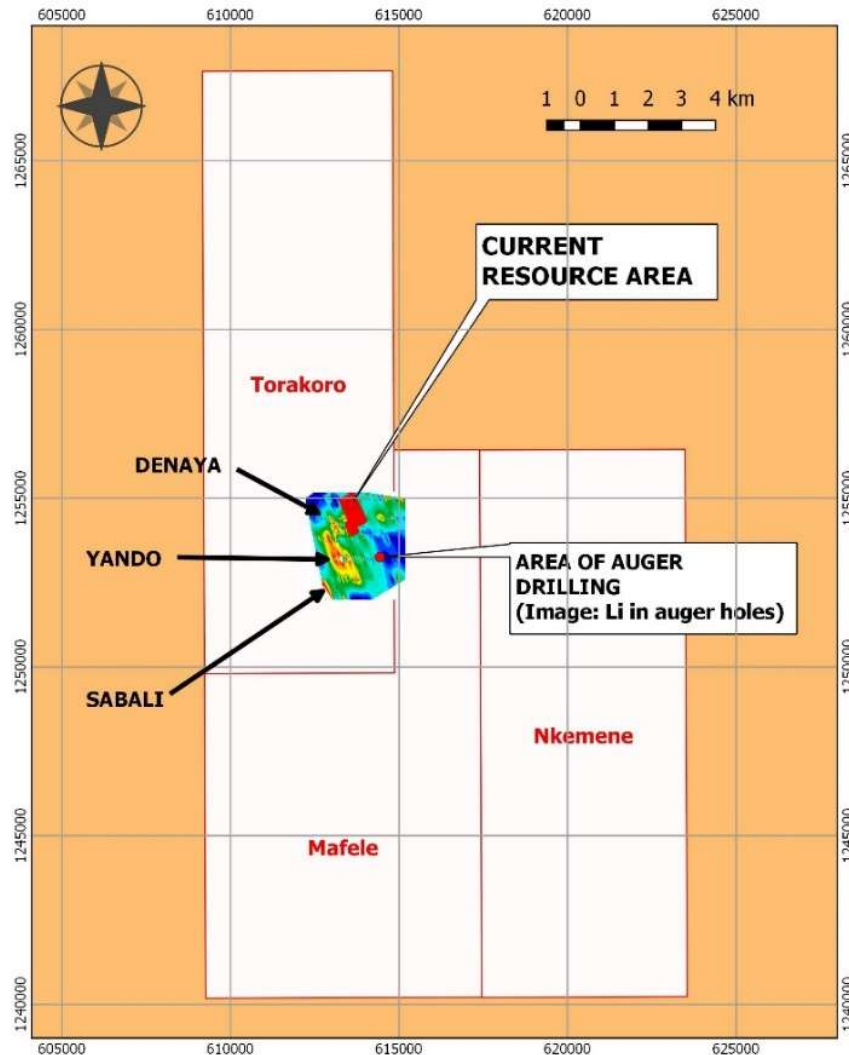 605000 610000 615000 620000 625000
1265000
1265000
1 0 1 2 3 4 km
CURRENT
RESOURCE AREA
1260000
1260000
Torakoro
DENAYA
1255000
1255000
YANDO
AREA OF AUGER
DRILLING
(Image: Li in auger holes)
1250000
1250000
SABALI
Nkemene
1245000
1245000
Mafele
1240000
1240000
605000 610000 615000 620000 625000